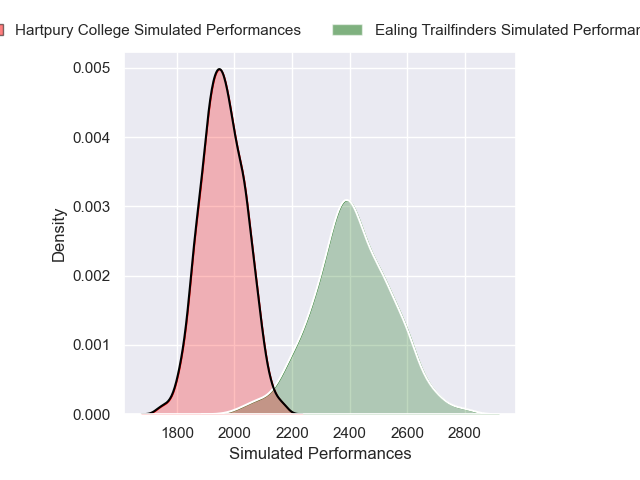 Hartpury College Simulated Performances
Ealing Trailfinders Simulated
0.005
0.004
0.003
0.002
0.001
0.000
Density
1800 2000 2200 2400 2600 2800
Simulated Performances